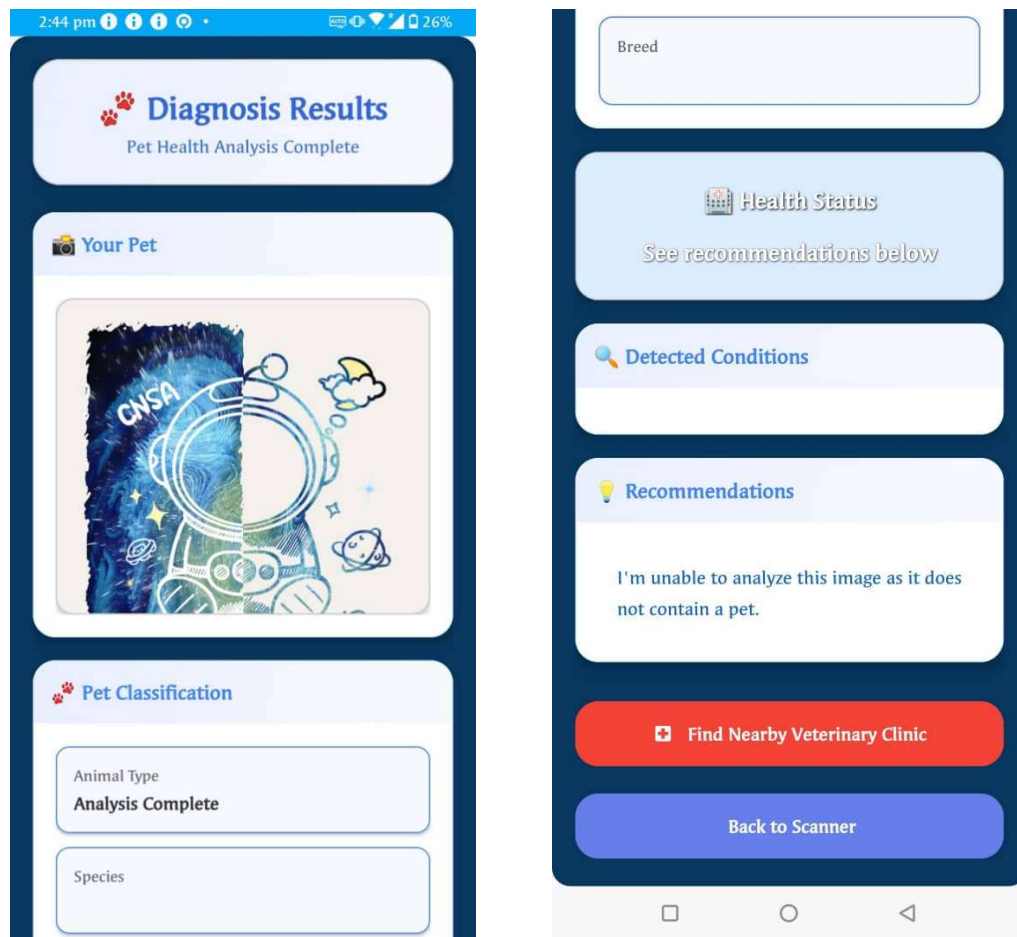 2:44 pm
26%
Diagnosis Results
Pet Health Analysis Complete
Your Pet
CNSA
Pet Classification
Animal Type
Analysis Complete
Species
Breed
Health Status
See recommendations below
Detected Conditions
Recommendations
I'm unable to analyze this image as it does
not contain a pet.
Find Nearby Veterinary Clinic
Back to Scanner